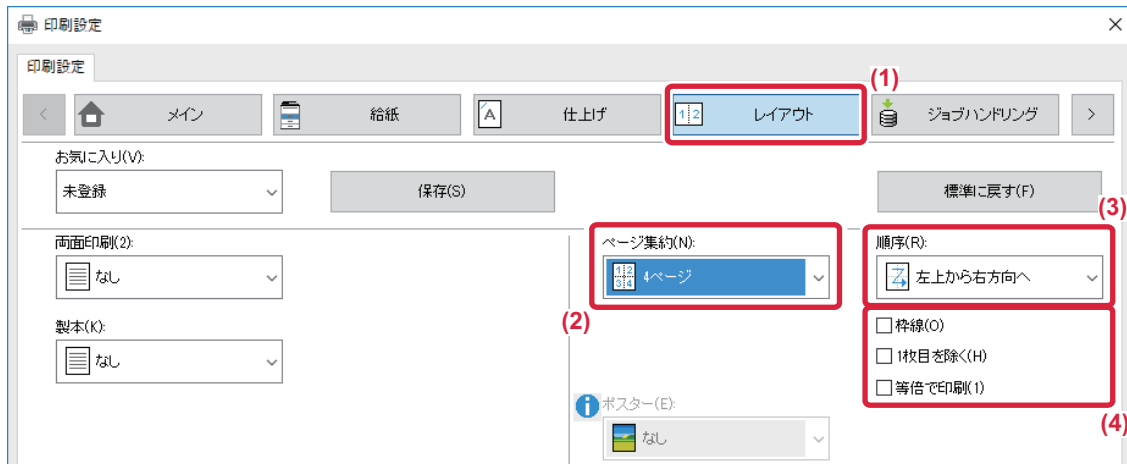 印刷設定
印刷設定
(1)
メイン 給紙 仕上げ レイアウト ジョブハンドリング
お気に入り(V):
未登録 保存(S) 標準に戻す(F)
(3)
両面印刷(2): ページ集約(N): 順序(R):
なし 4ページ 左上から右方向へ
(2)
製本(K): 枠線(O)
なし 1枚目を除く(H)
等倍で印刷(1)
ポスター(E): (4)
なし